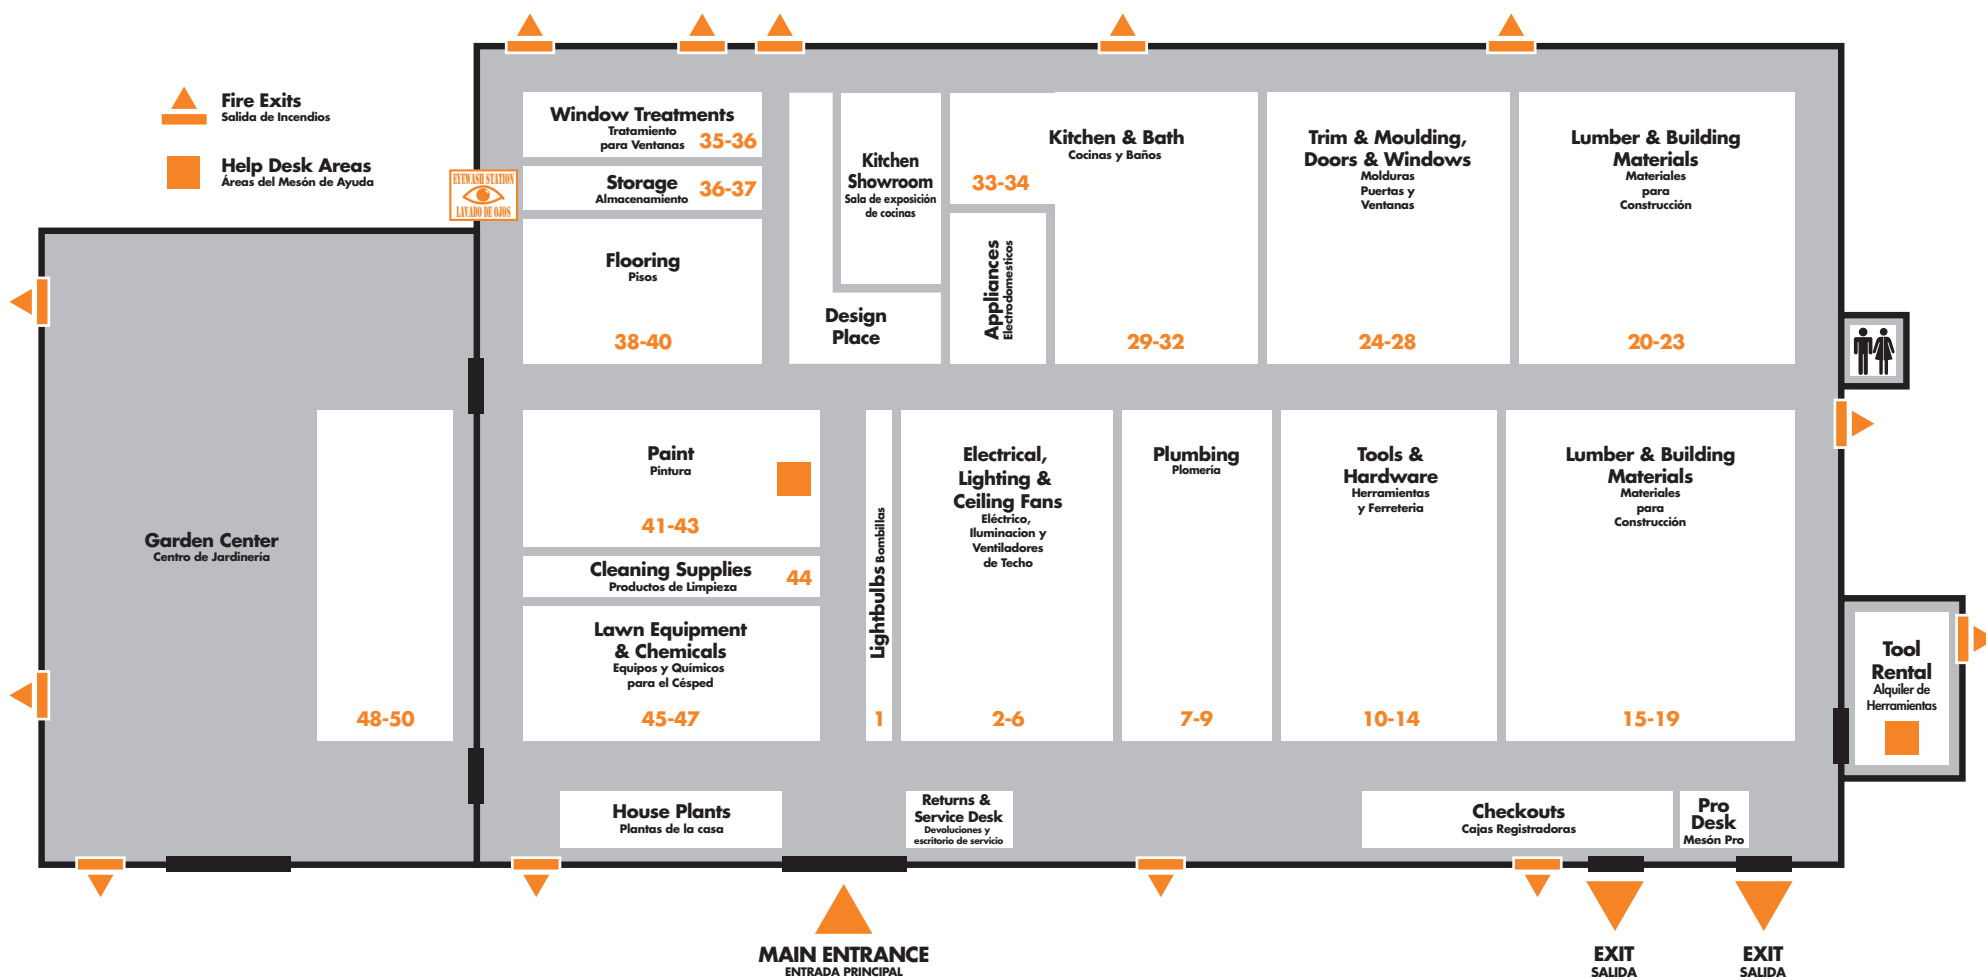 Fire Exits
Salida de Incendios
Help Desk Areas
Áreas del Mesón de Ayuda
EYEWASH STATION
LAVADO DE OJOS
Window Treatments
Tratamiento
para Ventanas
35-36
Storage
Almacenamiento
36-37
Flooring
Pisos
38-40
Kitchen
Showroom
Sala de exposición
de cocinas
Design
Place
33-34
Appliances
Electrodomesticos
Kitchen & Bath
Cocinas y Baños
29-32
Trim & Moulding,
Doors & Windows
Molduras
Puertas y
Ventanas
24-28
Lumber & Building
Materials
Materiales
para
Construcción
20-23
Garden Center
Centro de Jardinería
48-50
Paint
Pintura
41-43
Cleaning Supplies
Productos de Limpieza
44
Lawn Equipment
& Chemicals
Equipos y Químicos
para el Césped
45-47
Lightbulbs Bombillas
1
Electrical,
Lighting &
Ceiling Fans
Eléctrico,
Iluminacion y
Ventiladores
de Techo
2-6
Plumbing
Plomería
7-9
Tools &
Hardware
Herramientas
y Ferreteria
10-14
Lumber & Building
Materials
Materiales
para
Construcción
15-19
Tool
Rental
Alquiler de
Herramientas
House Plants
Plantas de la casa
Returns &
Service Desk
Devoluciones y
escritorio de servicio
Checkouts
Cajas Registradoras
Pro
Desk
Mesón Pro
MAIN ENTRANCE
ENTRADA PRINCIPAL
EXIT
SALIDA
EXIT
SALIDA